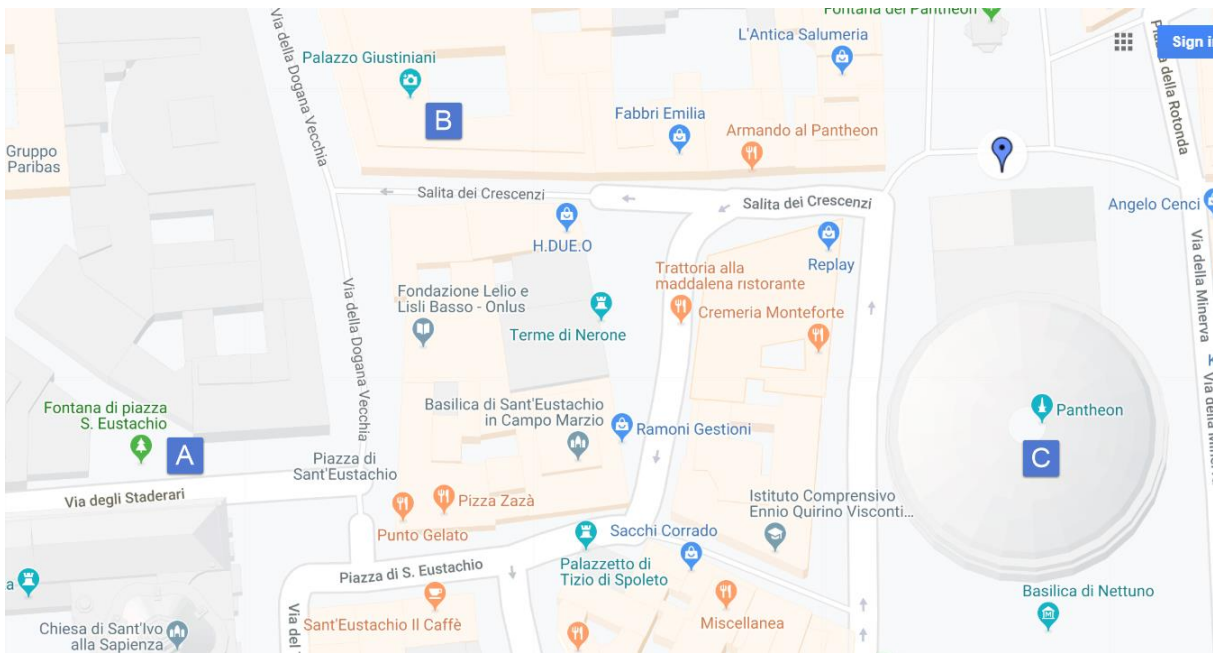 Fontana del Pantheon
L'Antica Salumeria
Sign i
Piazza della Rotonda
Via della Dogana Vecchia
Palazzo Giustiniani
B
Fabbri Emilia
Armando al Pantheon
Gruppo
Paribas
Salita dei Crescenzi
Salita dei Crescenzi
Angelo Cenci
H.DUE.O
Replay
Via della Minerva
Trattoria alla
maddalena ristorante
Fondazione Lelio e
Lisli Basso - Onlus
Cremeria Monteforte
Terme di Nerone
Via della Dogana Vecchia
K
Via della Minerva
Fontana di piazza
S. Eustachio
Basilica di Sant'Eustachio
in Campo Marzio
Pantheon
Ramoni Gestioni
A
C
Piazza di
Sant'Eustachio
Via degli Staderari
Pizza Zazà
Istituto Comprensivo
Ennio Quirino Visconti...
Punto Gelato
Sacchi Corrado
Piazza di S. Eustachio
Palazzetto di
Tizio di Spoleto
a
Basilica di Nettuno
Via del
Sant'Eustachio Il Caffè
Miscellanea
Chiesa di Sant'Ivo
alla Sapienza